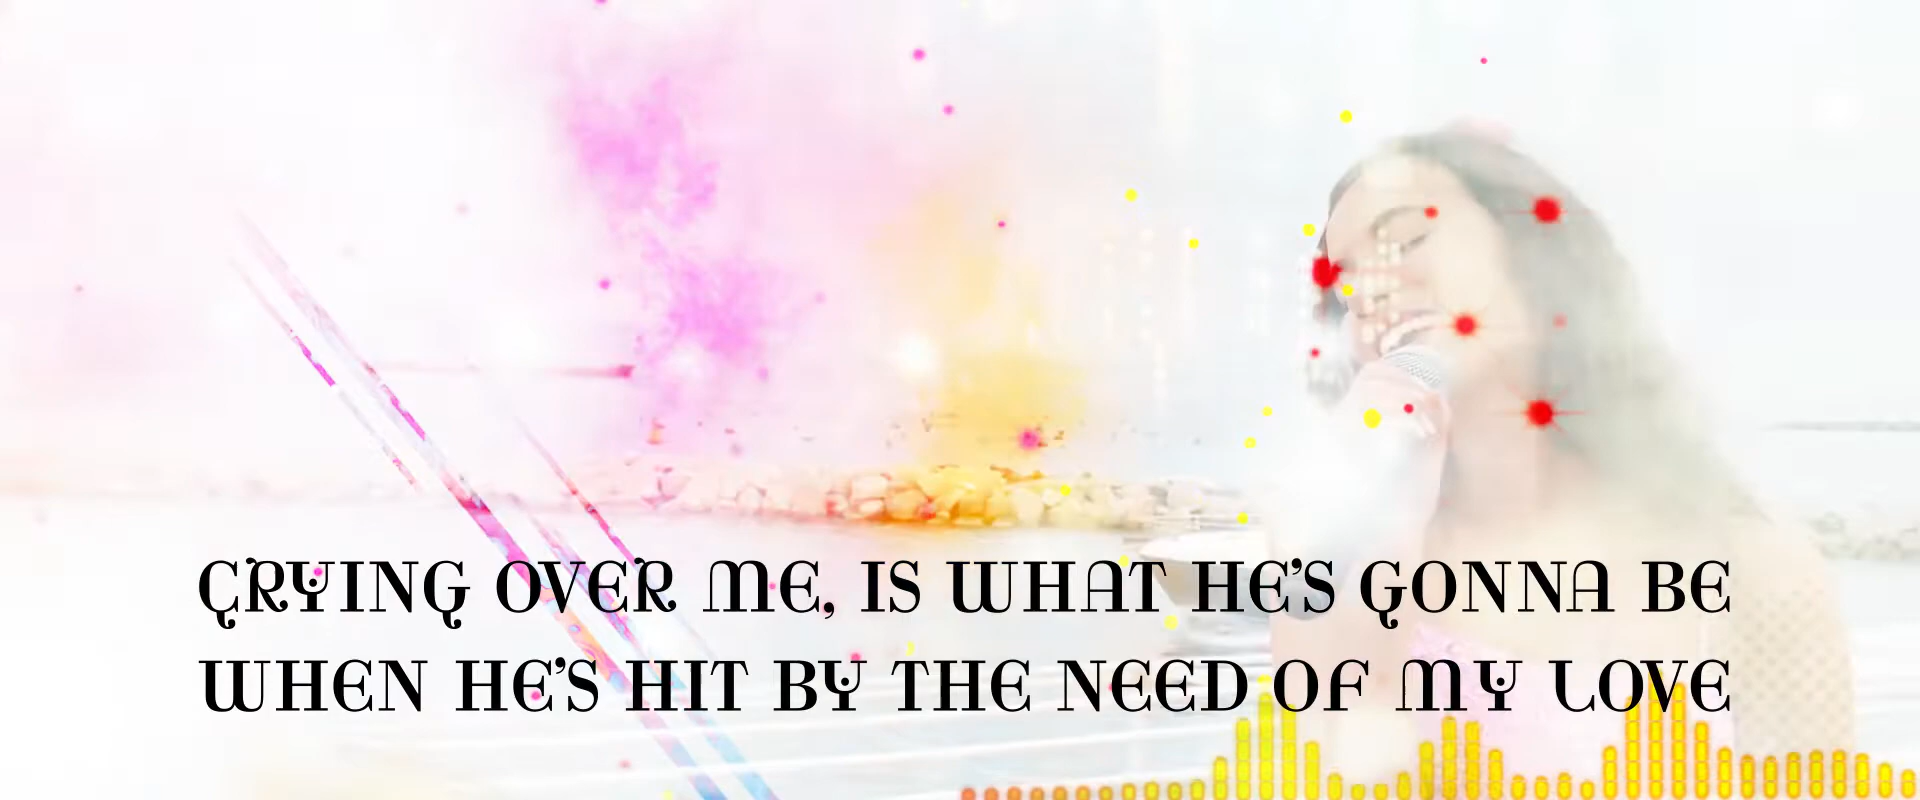 CRYING OVER ME, IS WHAT HE'S GONNA BE
WHEN HE'S HIT BY THE NEED OF MY LOVE